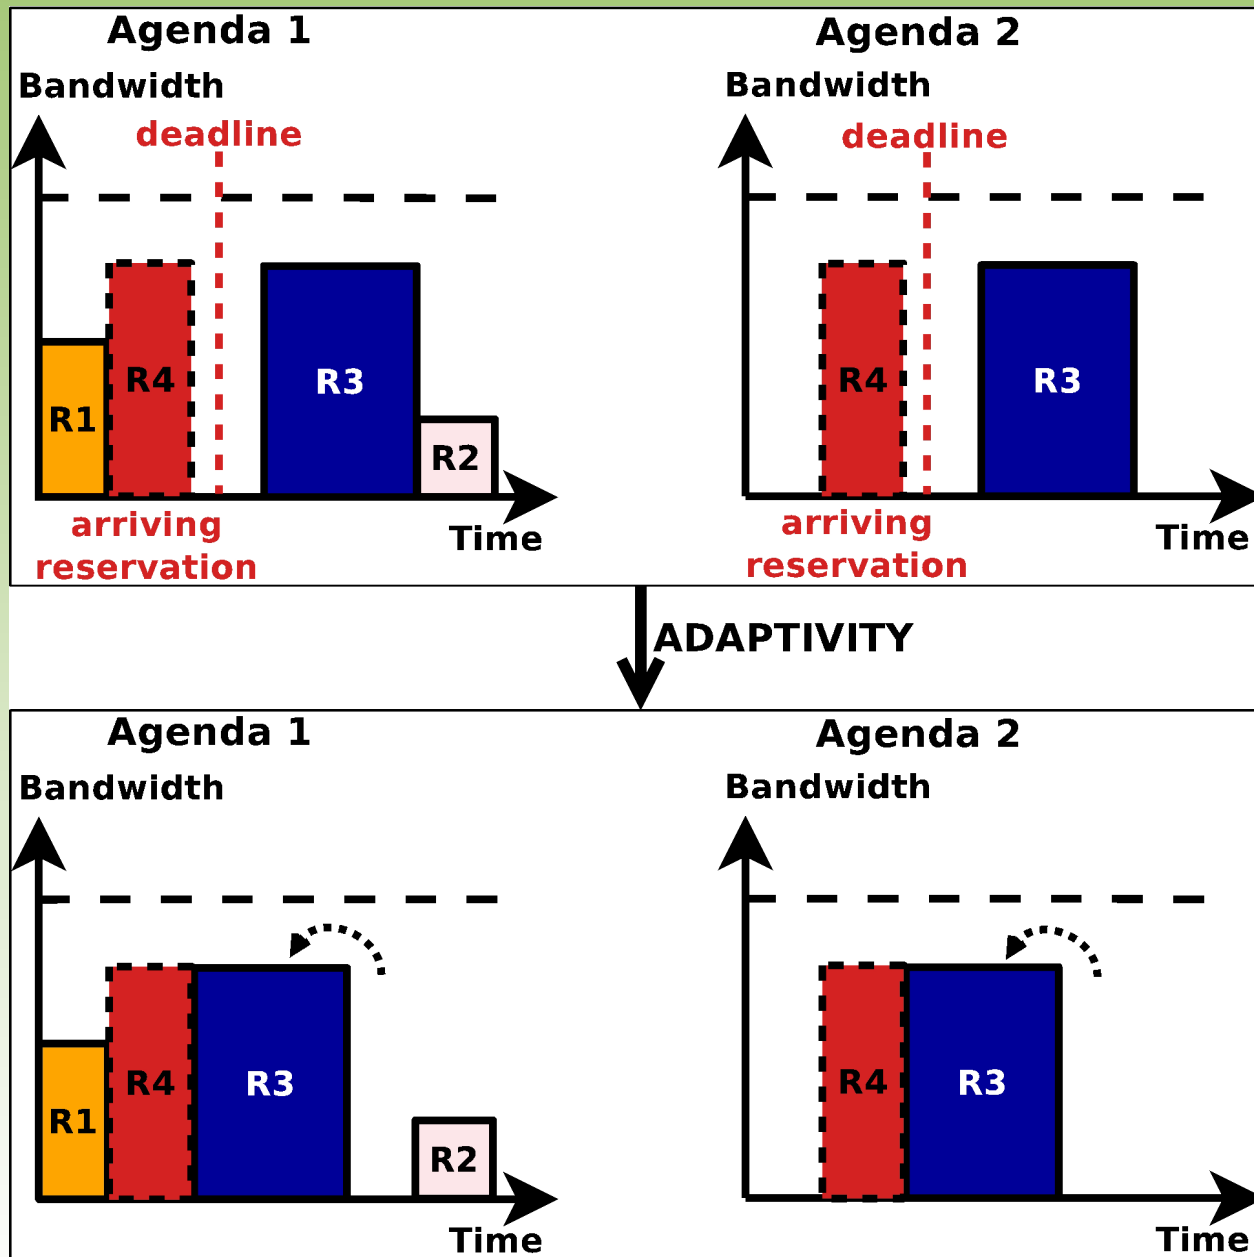 Agenda 1
Bandwidth
deadline
R1
R4
R3
R2
arriving
reservation
Time
Agenda 2
Bandwidth
deadline
R4
R3
arriving
reservation
Time
ADAPTIVITY
Agenda 1
Bandwidth
R1
R4
R3
R2
Time
Agenda 2
Bandwidth
R4
R3
Time